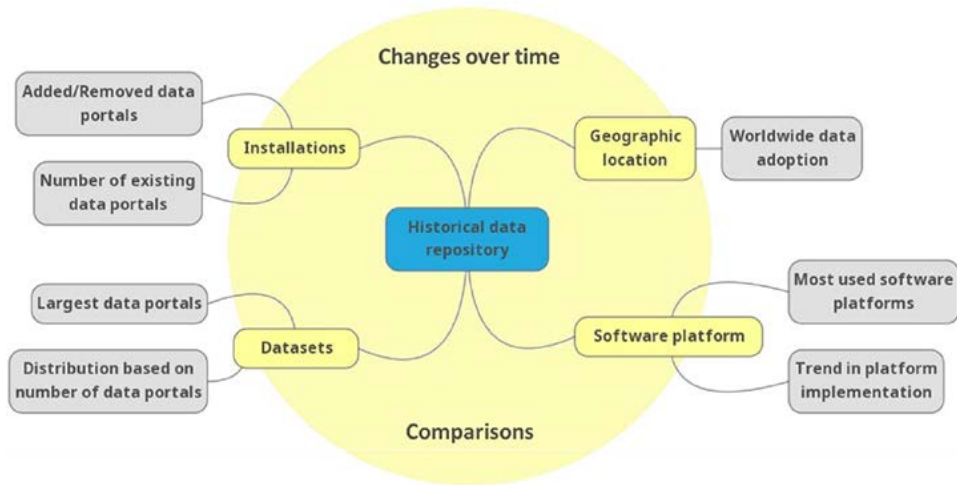 Changes over time
Added/Removed data
portals
Installations
Number of existing
data portals
Geographic
location
Worldwide data
adoption
Historical data
repository
Largest data portals
Datasets
Distribution based on
number of data portals
Most used software
platforms
Software platform
Trend in platform
implementation
Comparisons